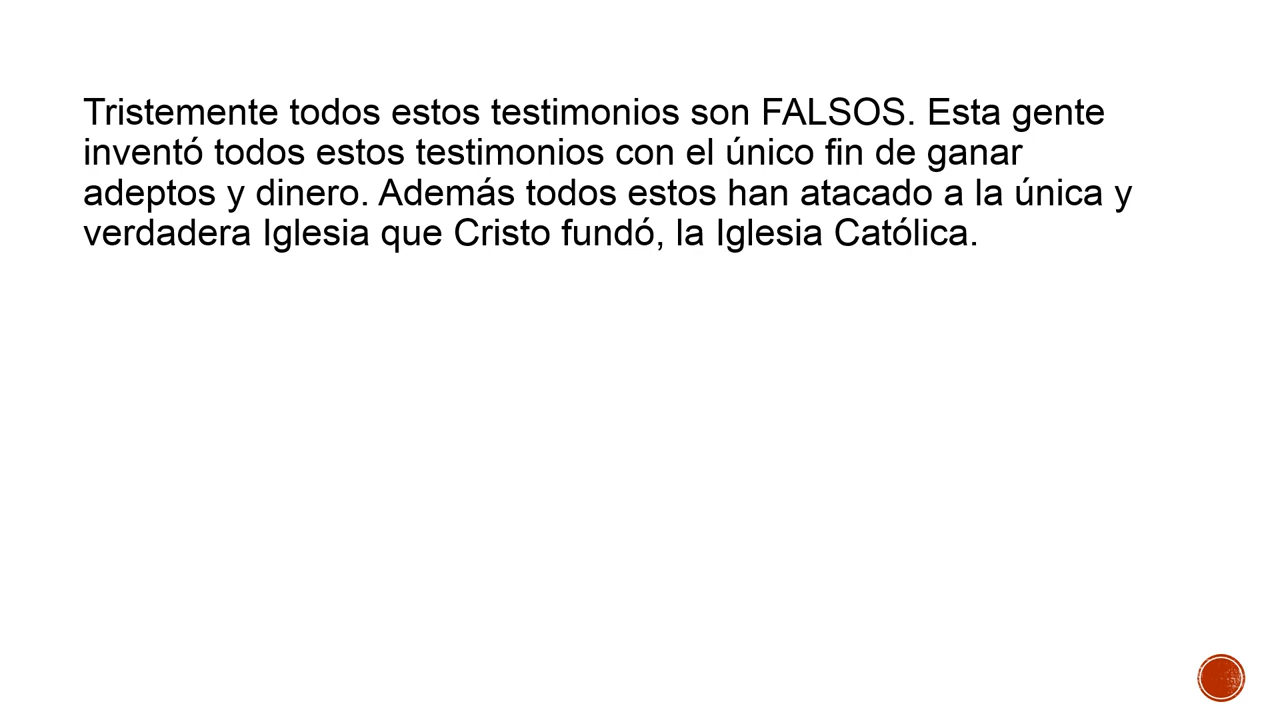 Tristemente todos estos testimonios son FALSOS. Esta gente
inventó todos estos testimonios con el único fin de ganar
adeptos y dinero. Además todos estos han atacado a la única y
verdadera Iglesia que Cristo fundó, la Iglesia Católica.